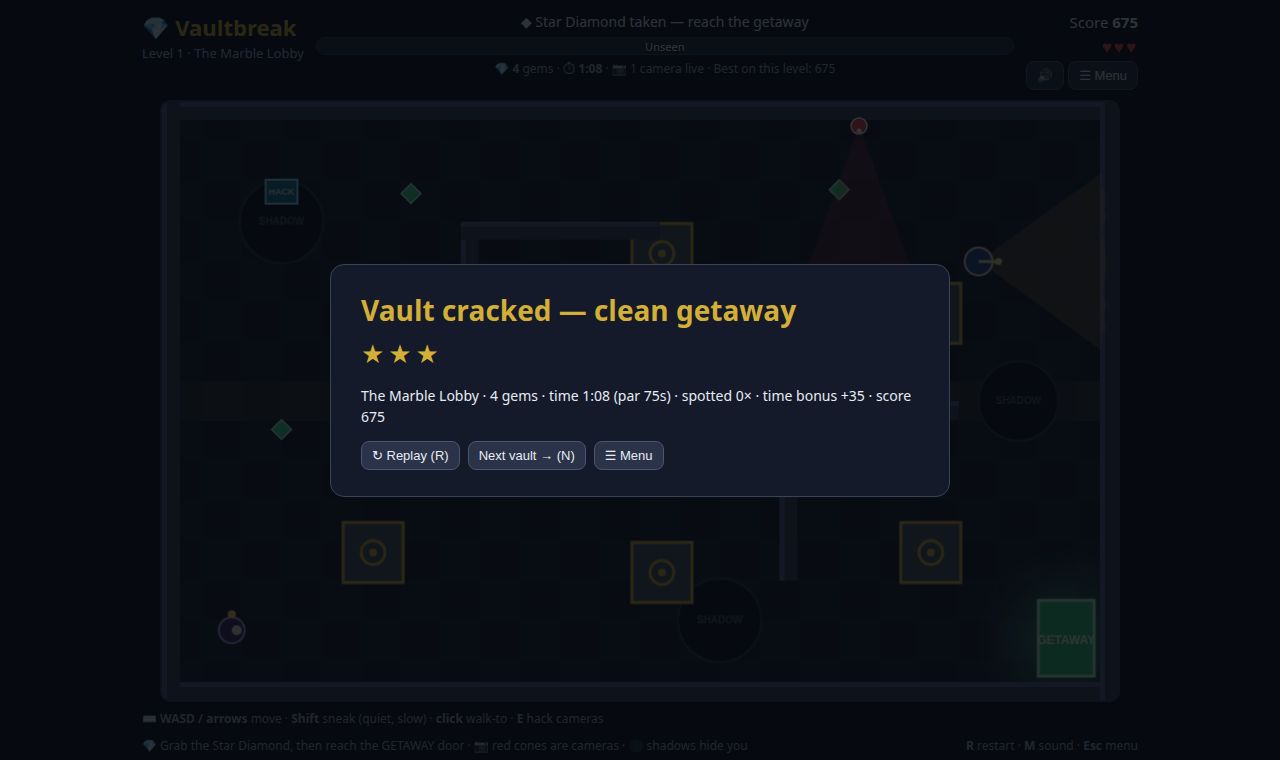 💎 Vaultbreak
Level 1 · The Marble Lobby
◆ Star Diamond taken — reach the getaway
Unseen
💎 4 gems · ⏱ 1:08 · 📷 1 camera live · Best on this level: 675
Score 675
♥♥♥
🔊 ☰ Menu
HACK
SHADOW
Vault cracked — clean getaway
★★★
The Marble Lobby · 4 gems · time 1:08 (par 75s) · spotted 0× · time bonus +35 · score
675
↻ Replay (R) Next vault → (N) ☰ Menu
SHADOW
SHADOW
GETAWAY
⌨ WASD / arrows move · Shift sneak (quiet, slow) · click walk-to · E hack cameras
💎 Grab the Star Diamond, then reach the GETAWAY door · 📷 red cones are cameras · 🌑 shadows hide you
R restart · M sound · Esc menu